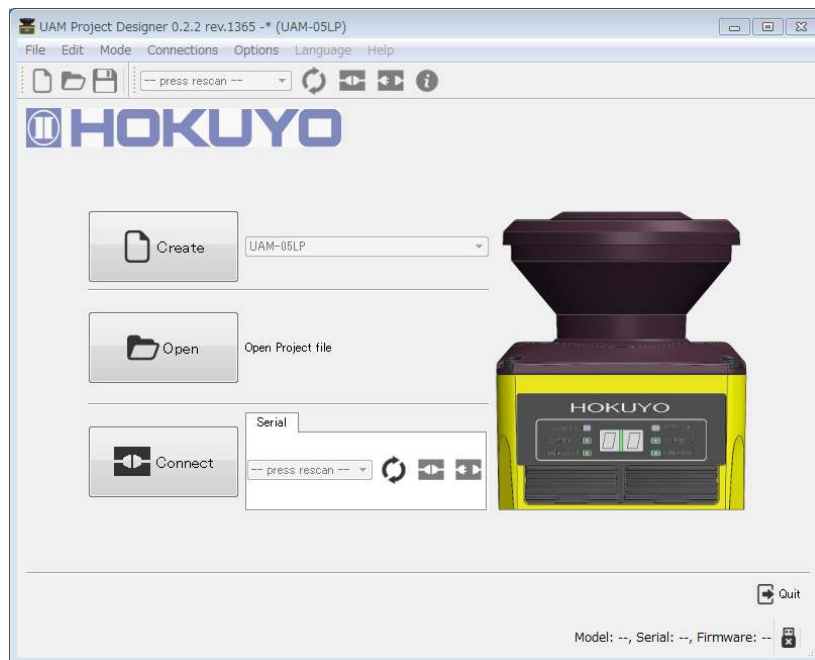 UAM Project Designer 0.2.2 rev.1365 -* (UAM-05LP)
File Edit Mode Connections Options Language Help
-- press rescan --
HOKUYO
Create
UAM-05LP
Open
Open Project file
HOKUYO
Serial
Connect
-- press rescan --
Quit
Model: --, Serial: --, Firmware: --